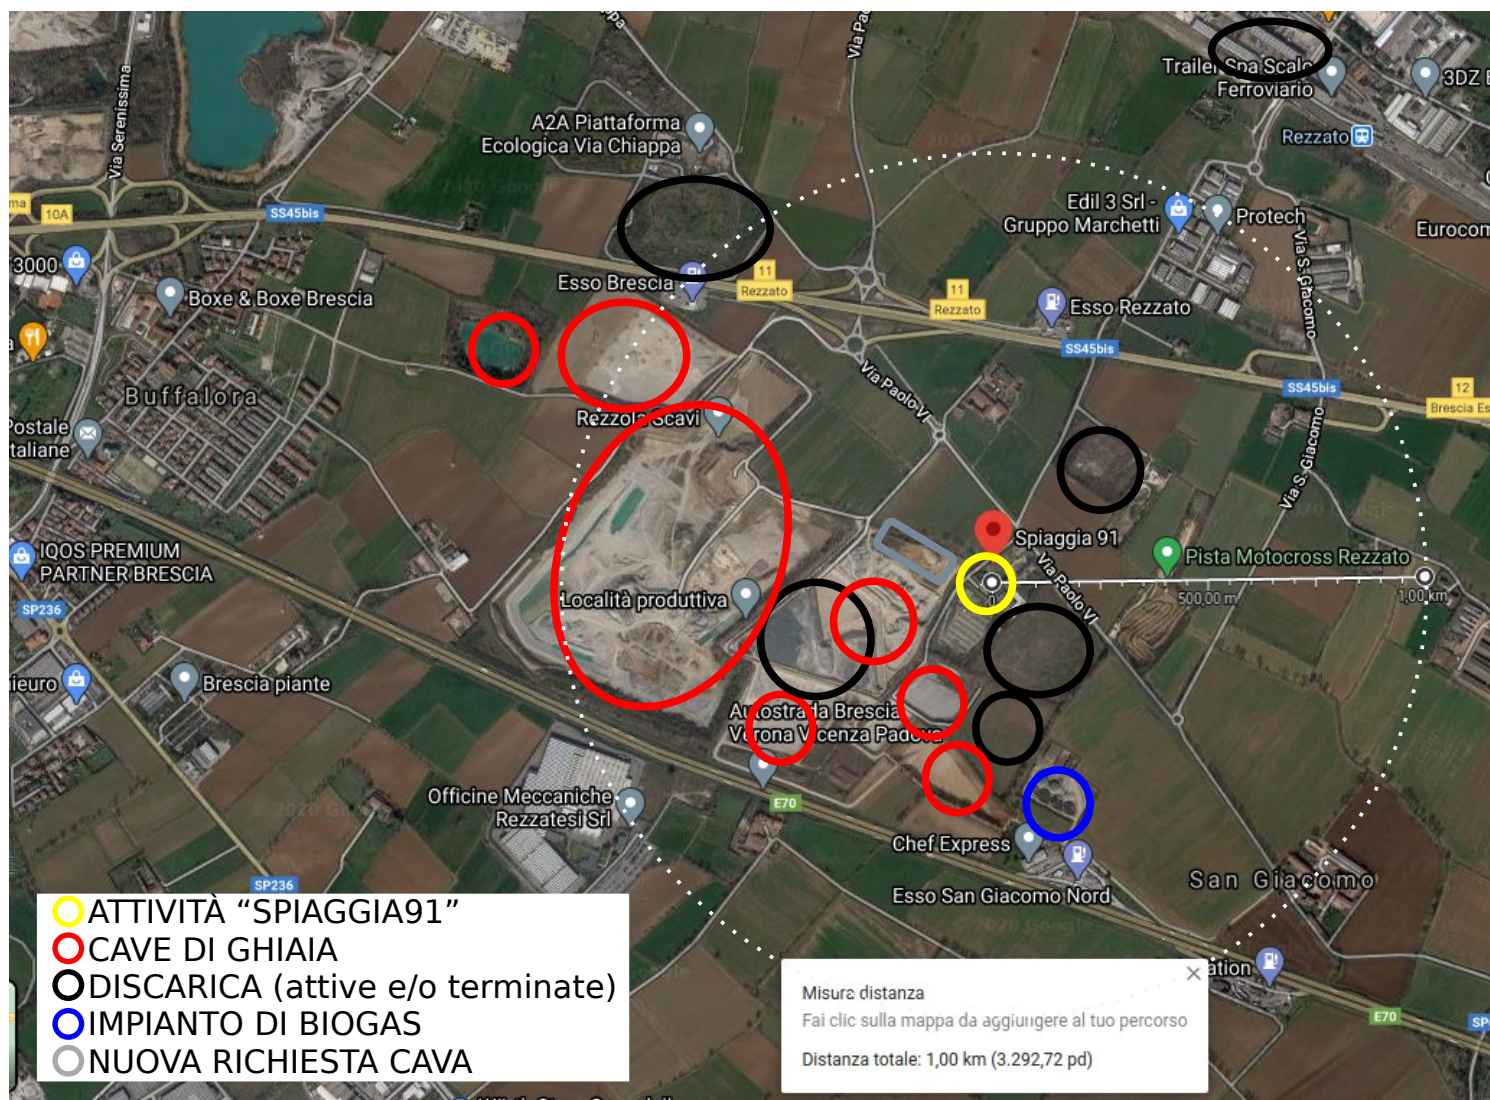 Via Serenissima
Via Pao
Trailer Spa Scalo
Ferroviario
3DZ
Rezzato
A2A Piattaforma
Ecologica Via Chiappa
10A
SS45bis
Edil 3 Srl -
Gruppo Marchetti
Protech
Via S. Giacomo
Eurocom
3000
Boxe & Boxe Brescia
Esso Brescia
11
Rezzato
11
Rezzato
Esso Rezzato
SS45bis
SS45bis
12
Brescia Es
Via Paolo VI
Buffalora
Postale
taliane
Rezzola Scavi
Via S. Giacomo
Spiaggia 91
Pista Motocross Rezzato
IQOS PREMIUM
PARTNER BRESCIA
Via Paolo VI
SP236
Località produttiva
0
500,00 m
1,00 km
ieuro
Brescia piante
Autostrada Brescia
Verona Vicenza Padova
Officine Meccaniche
Rezzatesi Srl
E70
Chef Express
Esso San Giacomo Nord
San Giacomo
SP236
ation
E70
SP
ATTIVITÀ “SPIAGGIA91”
CAVE DI GHIAIA
DISCARICA (attive e/o terminate)
IMPIANTO DI BIOGAS
NUOVA RICHIESTA CAVA
Misura distanza
Fai clic sulla mappa da aggiungere al tuo percorso
Distanza totale: 1,00 km (3.292,72 pd)